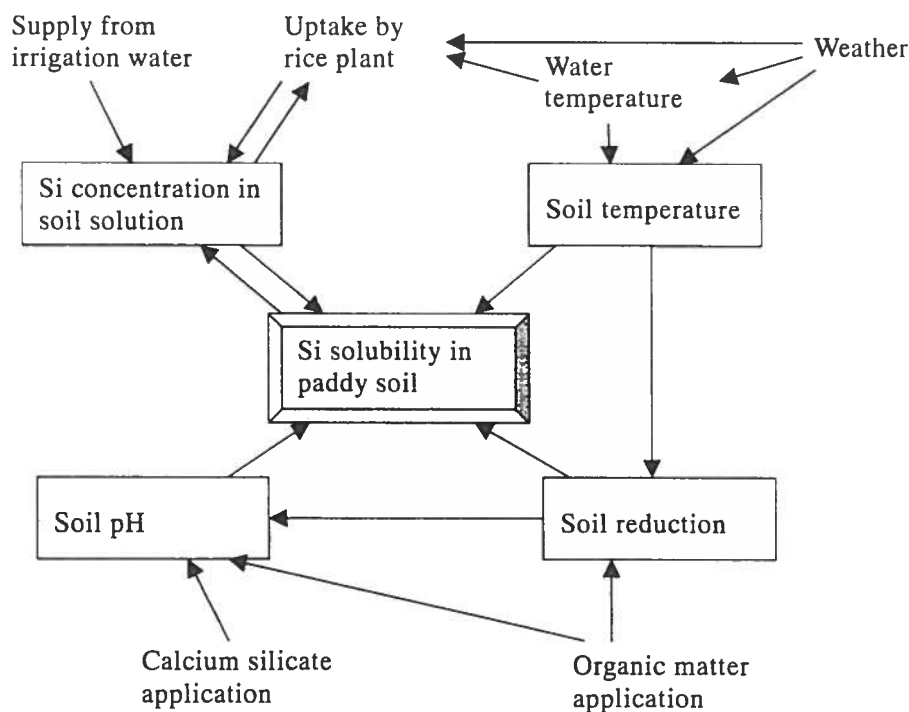 Supply from
irrigation water
Uptake by
rice plant
Weather
Water
temperature
Si concentration in
soil solution
Soil temperature
Si solubility in
paddy soil
Soil pH
Soil reduction
Calcium silicate
application
Organic matter
application